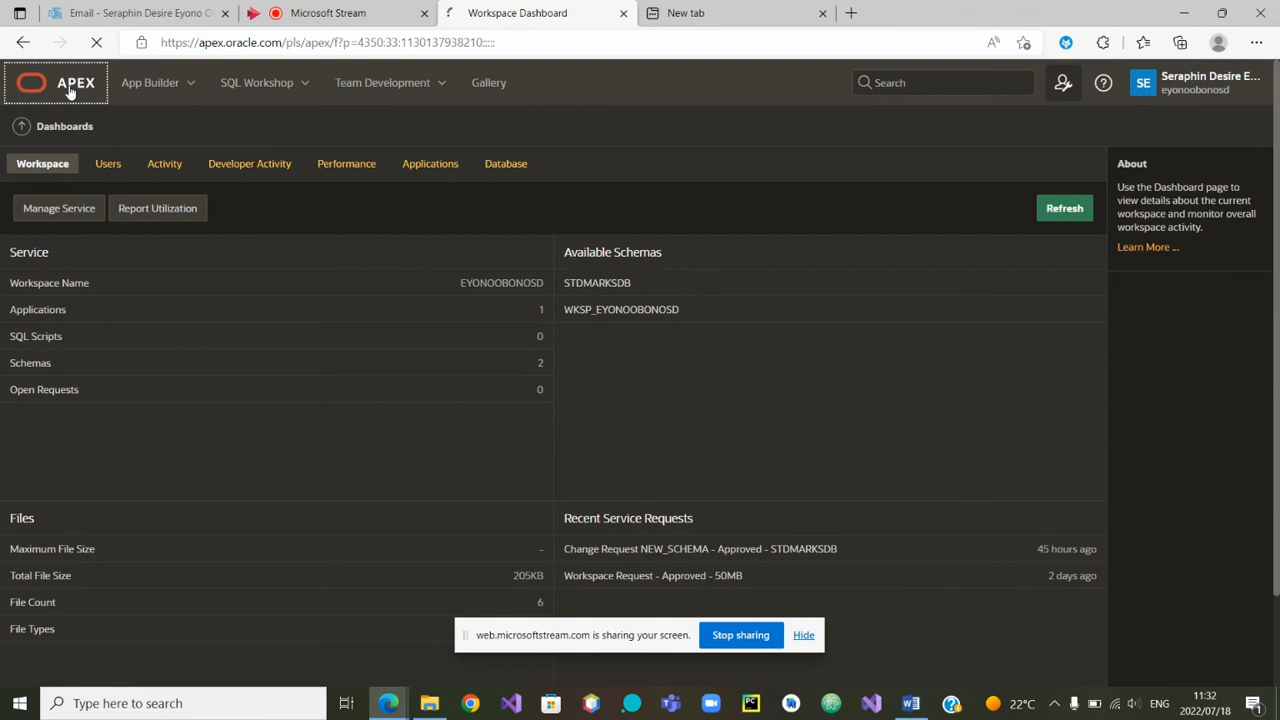 Email - Seraphin Desire Eyono O
Microsoft Stream
Workspace Dashboard
New tab
https://apex.oracle.com/pls/apex/f?p=4350:33:1130137938210:::::
APEX
App Builder
SQL Workshop
Team Development
Gallery
Search
SE
Seraphin Desire E...
eyonoobonosd
Dashboards
Workspace
Users
Activity
Developer Activity
Performance
Applications
Database
About
Use the Dashboard page to
view details about the current
workspace and monitor overall
workspace activity.
Learn More ...
Manage Service
Report Utilization
Refresh
Service
Workspace Name EYONOOBONOSD
Applications 1
SQL Scripts 0
Schemas 2
Open Requests 0
Available Schemas
STDMARKSDB
WKSP_EYONOOBONOSD
Files
Maximum File Size -
Total File Size 205KB
File Count 6
File Types
Recent Service Requests
Change Request NEW_SCHEMA - Approved - STDMARKSDB 45 hours ago
Workspace Request - Approved - 50MB 2 days ago
web.microsoftstream.com is sharing your screen.
Stop sharing
Hide
Type here to search
22°C
ENG
11:32
2022/07/18